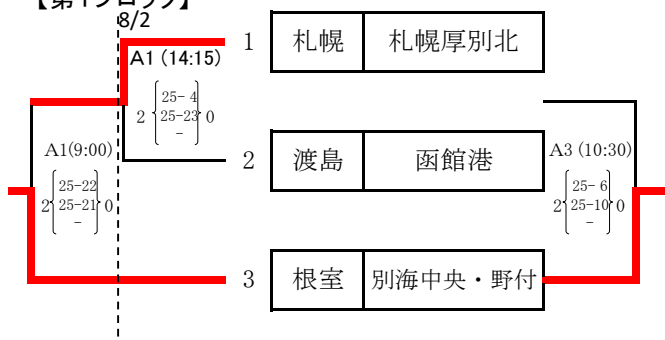 【第1ブロック】
8/2
1 札幌 札幌厚別北
A1 (14:15)
2 25- 4 0
25-23
-
2 渡島 函館港
A1(9:00)
2 25-22 0
25-21
-
A3 (10:30)
2 25- 6 0
25-10
-
3 根室 別海中央・野付